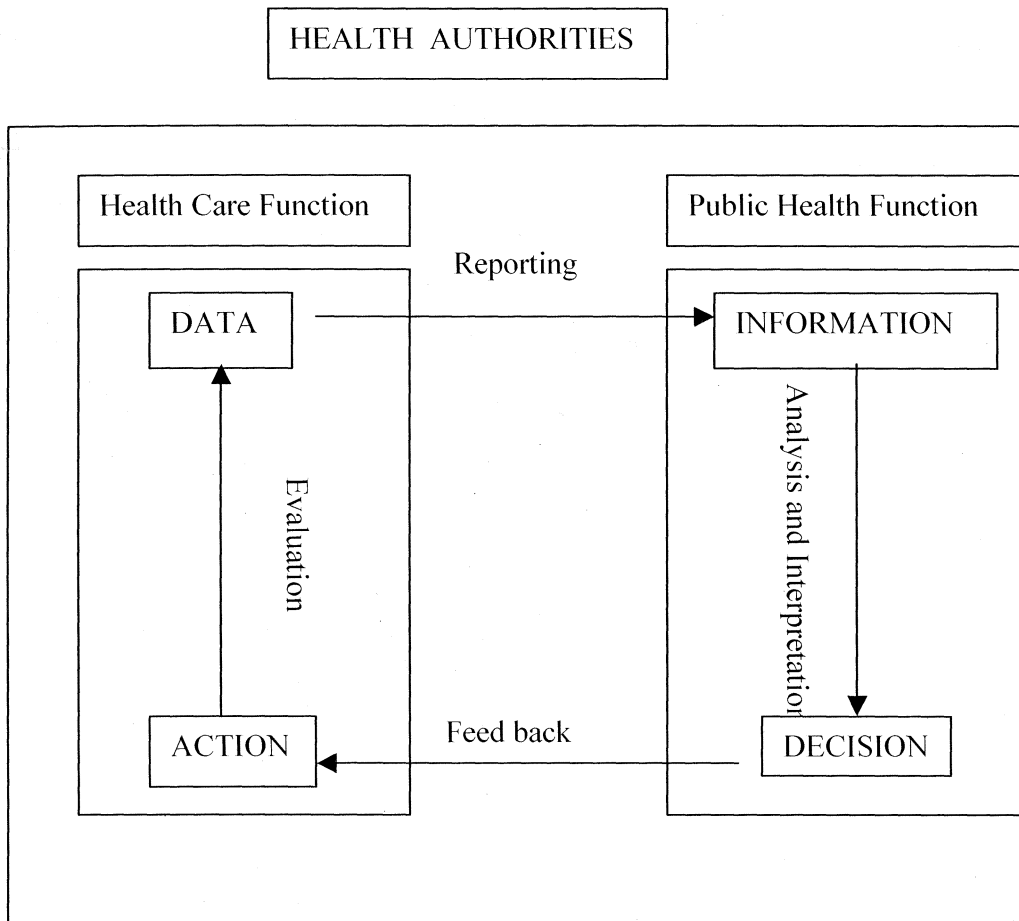 HEALTH AUTHORITIES
Health Care Function
Public Health Function
Reporting
DATA
INFORMATION
Evaluation
Analysis and Interpretation
Feed back
ACTION
DECISION